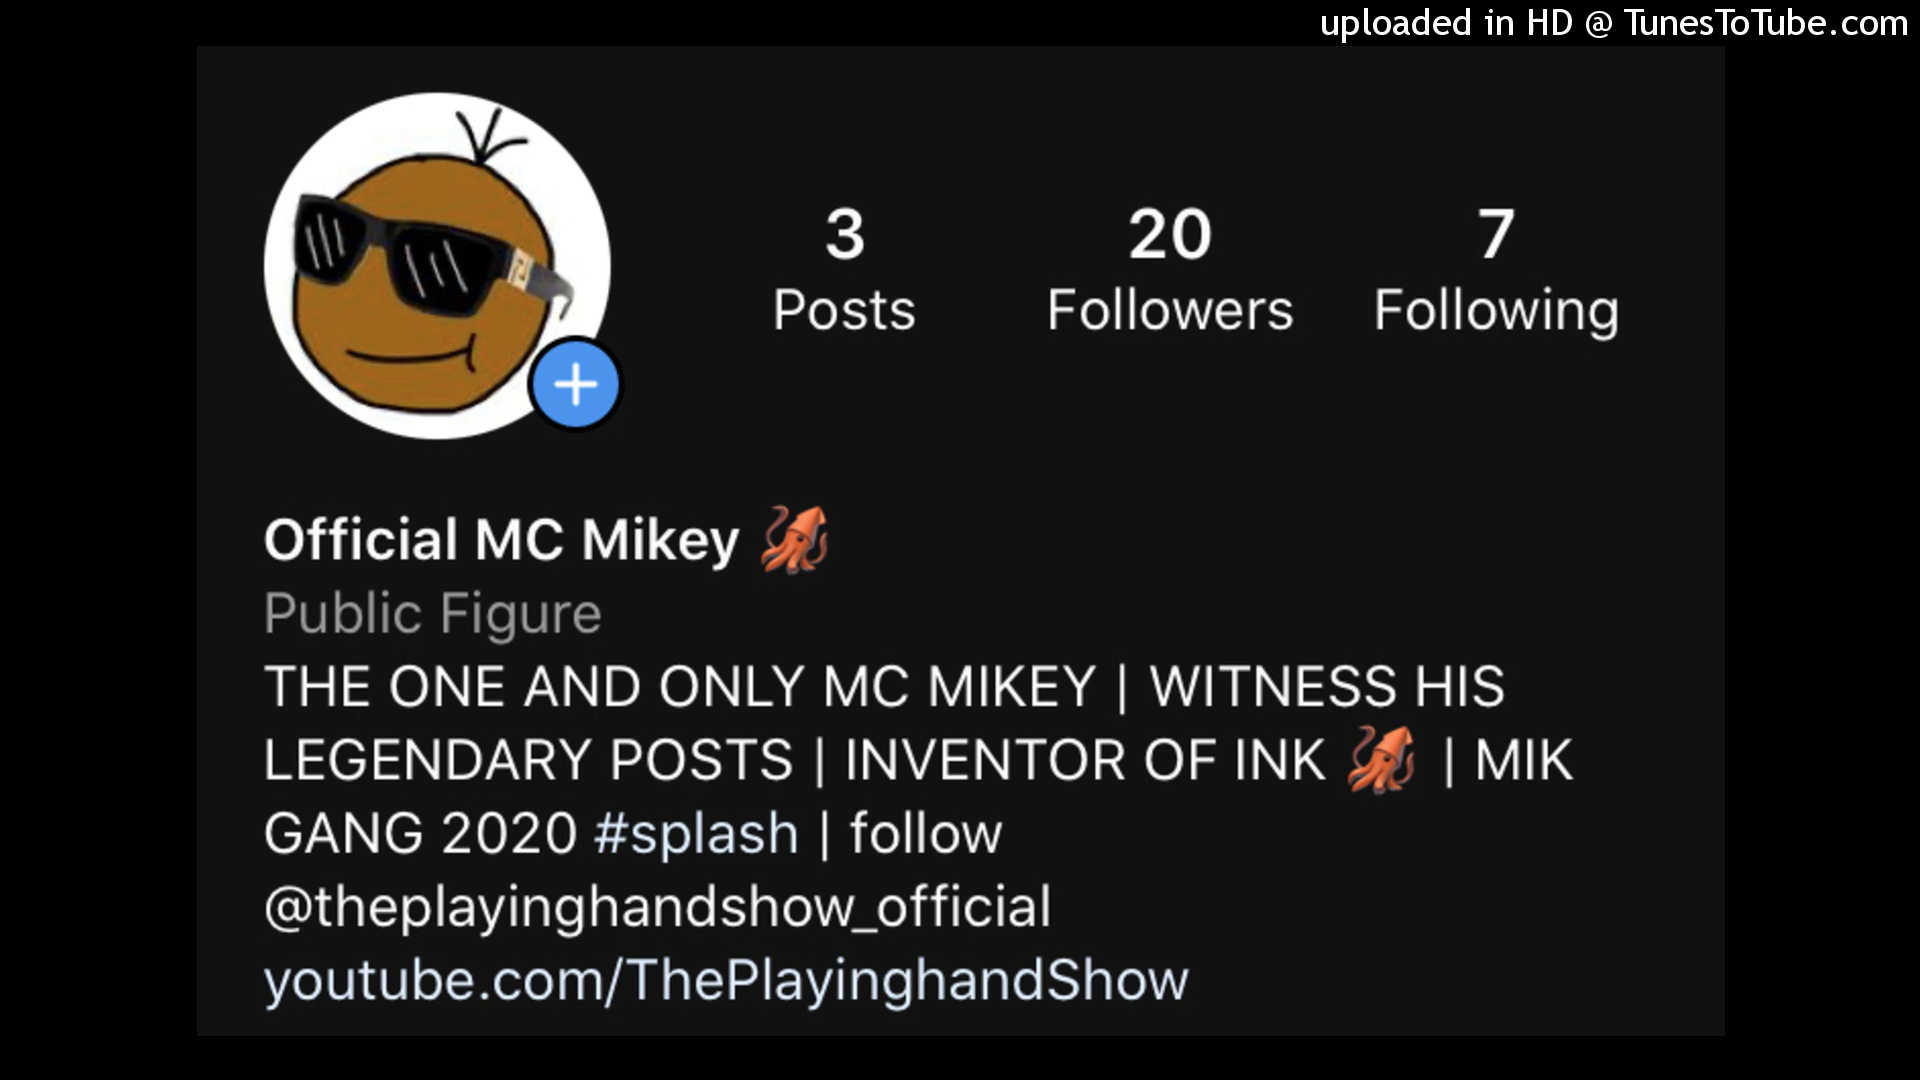 uploaded in HD @ TunesToTube.com
3 20 7
Posts Followers Following
Official MC Mikey 🦑
Public Figure
THE ONE AND ONLY MC MIKEY | WITNESS HIS
LEGENDARY POSTS | INVENTOR OF INK 🦑 | MIK
GANG 2020 #splash | follow
@theplayinghandshow_official
youtube.com/ThePlayinghandShow